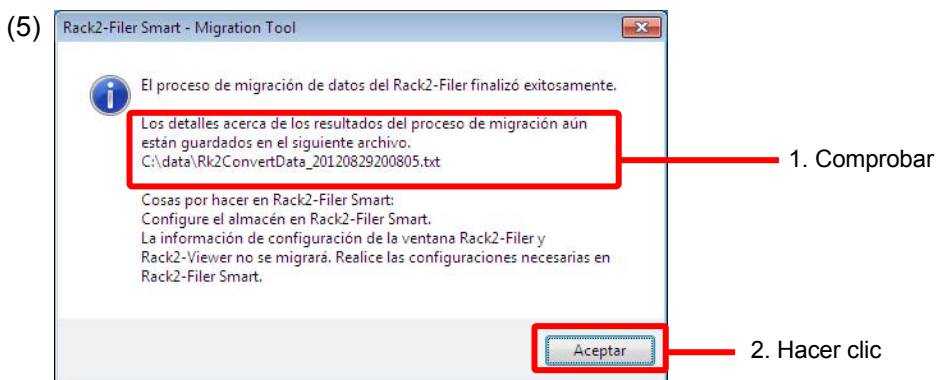 (5)
Rack2-Filer Smart - Migration Tool
El proceso de migración de datos del Rack2-Filer finalizó exitosamente.
Los detalles acerca de los resultados del proceso de migración aún
están guardados en el siguiente archivo.
C:\data\Rk2ConvertData_20120829200805.txt
1. Comprobar
Cosas por hacer en Rack2-Filer Smart:
Configure el almacén en Rack2-Filer Smart.
La información de configuración de la ventana Rack2-Filer y
Rack2-Viewer no se migrará. Realice las configuraciones necesarias en
Rack2-Filer Smart.
Aceptar
2. Hacer clic